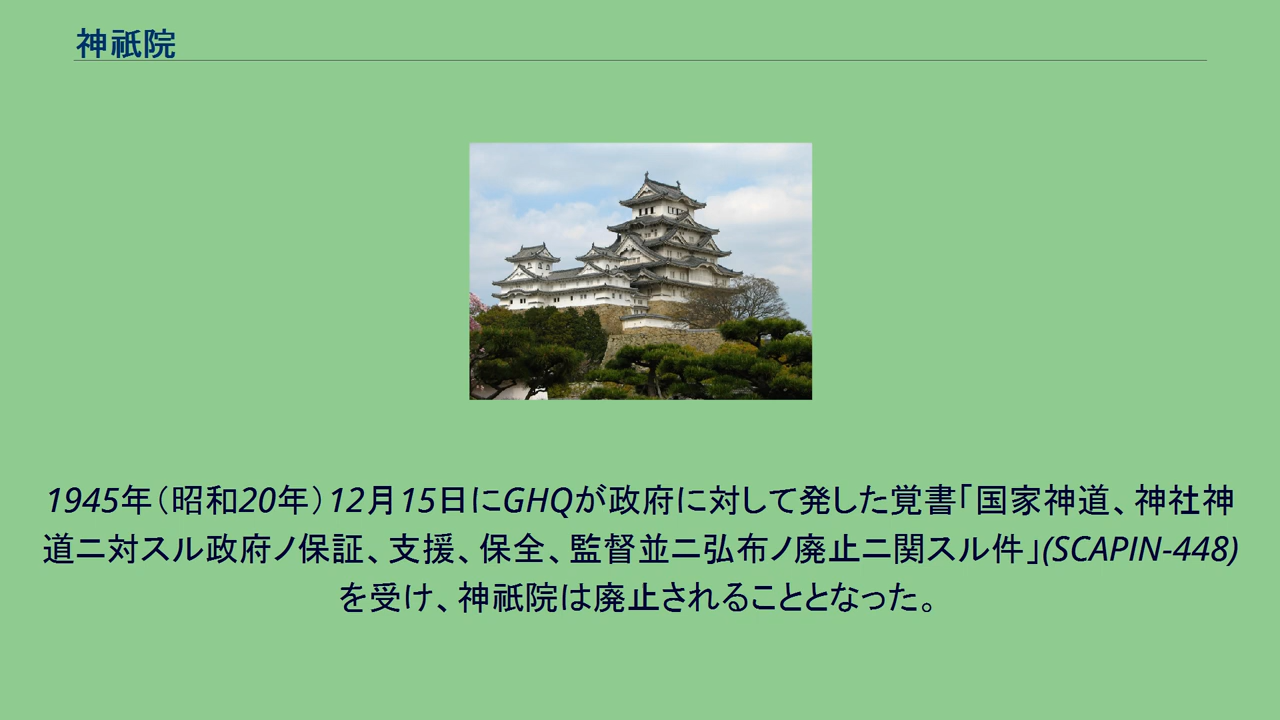 神祇院
1945年（昭和20年）12月15日にGHQが政府に対して発した覚書「国家神道、神社神
道ニ対スル政府ノ保証、支援、保全、監督並ニ弘布ノ廃止ニ関スル件」(SCAPIN-448)
を受け、神祇院は廃止されることとなった。